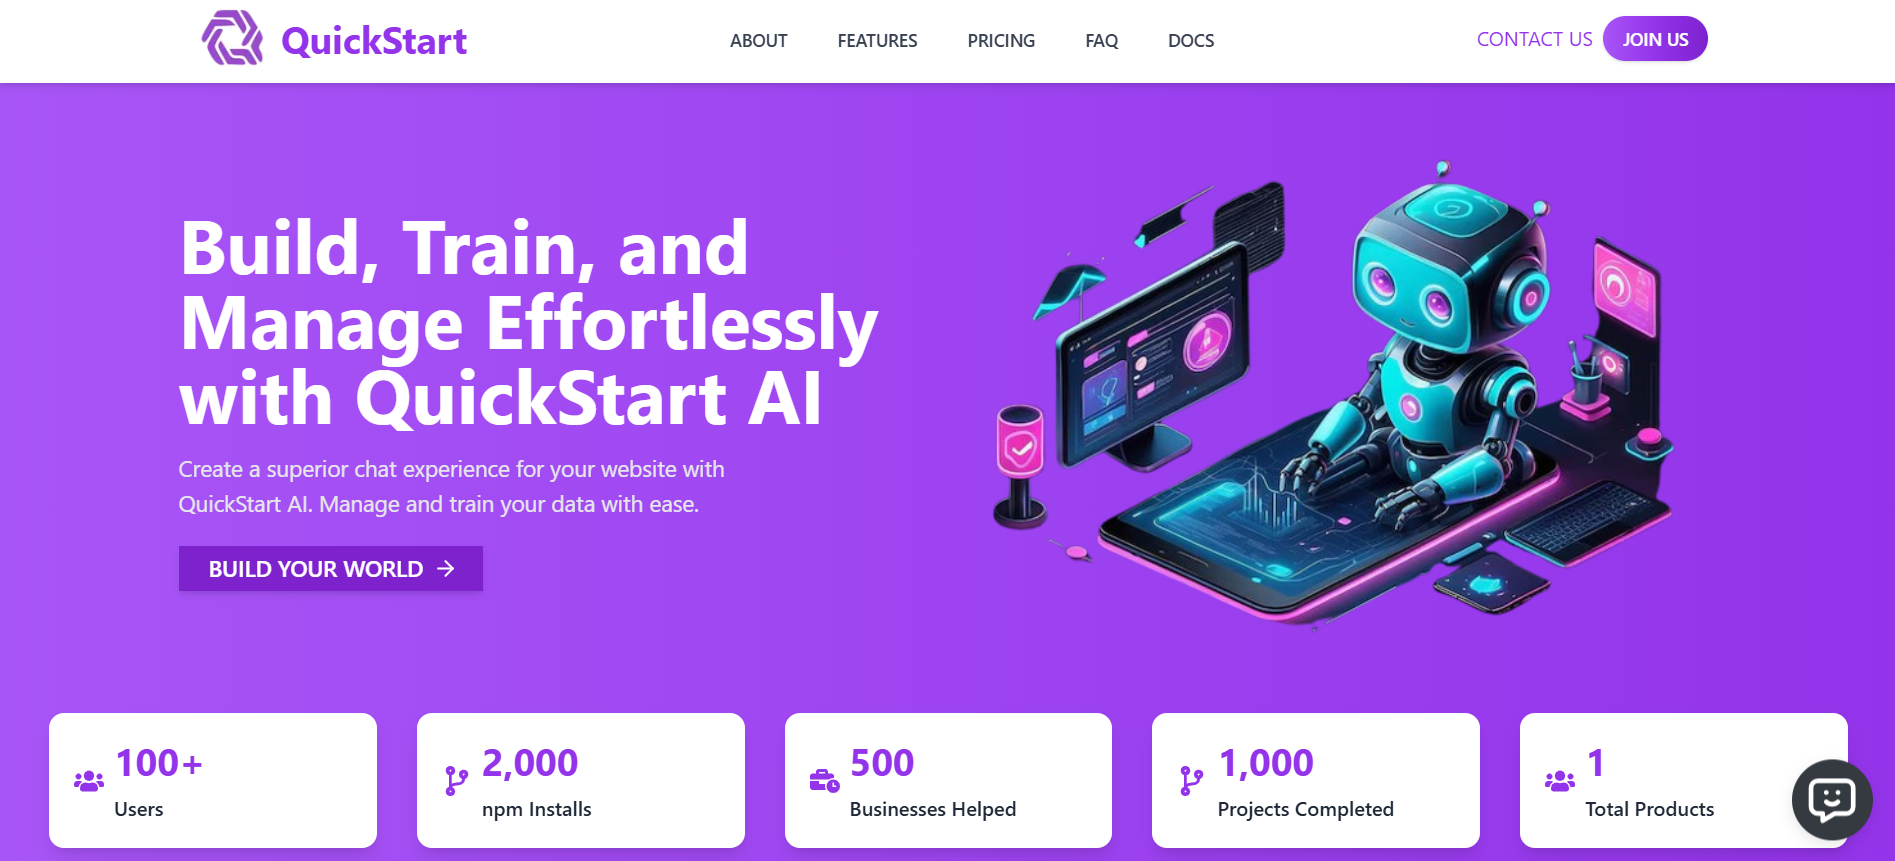 QuickStart
ABOUT
FEATURES
PRICING
FAQ
DOCS
CONTACT US
JOIN US
Build, Train, and
Manage Effortlessly
with QuickStart AI
Create a superior chat experience for your website with
QuickStart AI. Manage and train your data with ease.
BUILD YOUR WORLD →
100+
Users
2,000
npm Installs
500
Businesses Helped
1,000
Projects Completed
1
Total Products